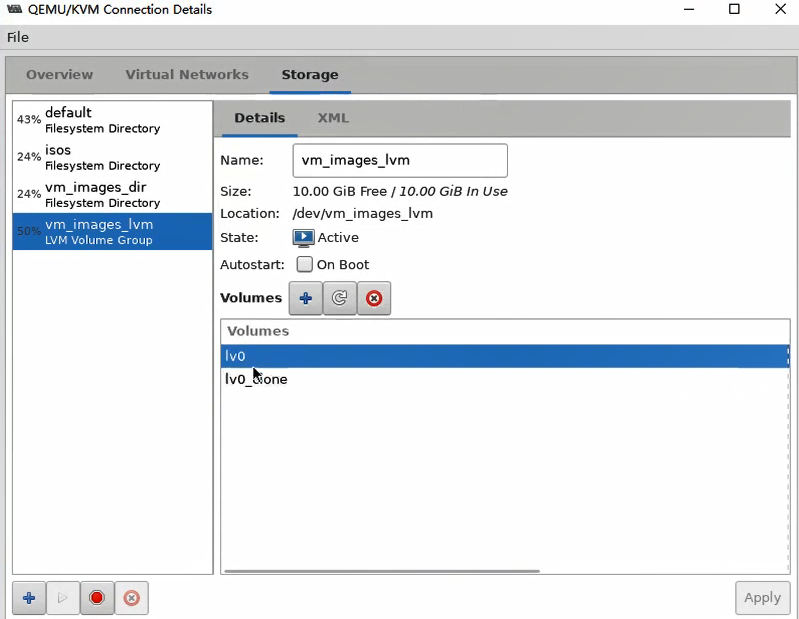 QEMU/KVM Connection Details
File
Overview Virtual Networks Storage
43% default
Filesystem Directory
24% isos
Filesystem Directory
24% vm_images_dir
Filesystem Directory
50% vm_images_lvm
LVM Volume Group
Details XML
Name: vm_images_lvm
Size: 10.00 GiB Free / 10.00 GiB In Use
Location: /dev/vm_images_lvm
State: Active
Autostart: On Boot
Volumes
Volumes
lv0
lv0_clone
Apply